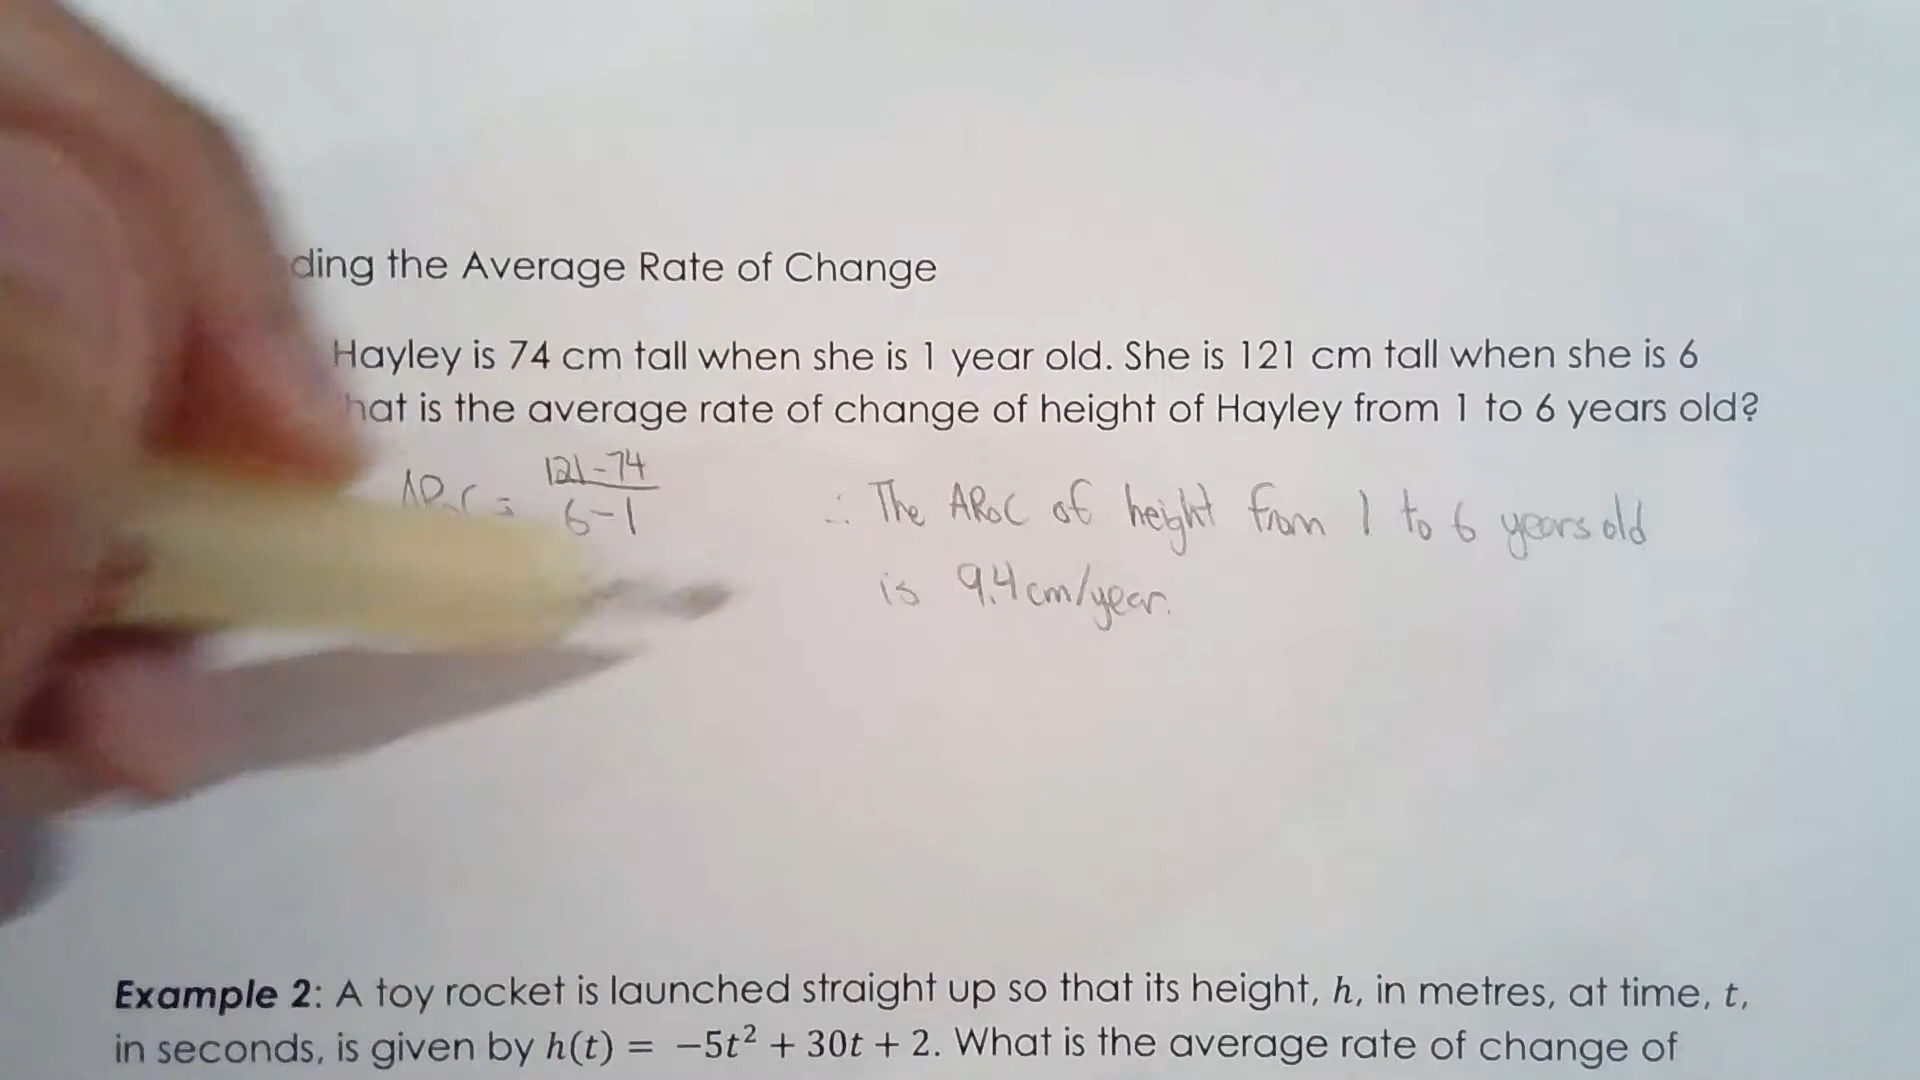 ding the Average Rate of Change
Hayley is 74 cm tall when she is 1 year old. She is 121 cm tall when she is 6
hat is the average rate of change of height of Hayley from 1 to 6 years old?
121-74
=
6-1
∴ The ARoC of height from 1 to 6 years old
is 9.4 cm/year.
Example 2: A toy rocket is launched straight up so that its height, h, in metres, at time, t,
in seconds, is given by h(t) = −5t² + 30t + 2. What is the average rate of change of